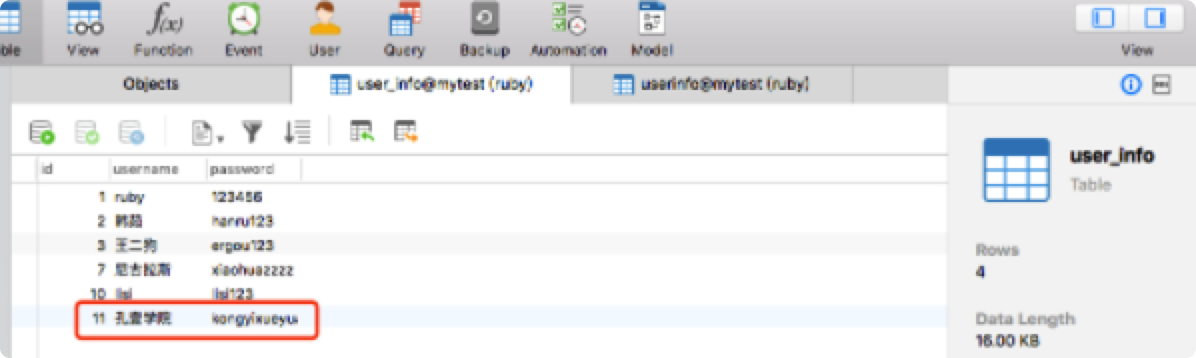 ble View Function Event User Query Backup Automation Model View
Objects user_info@mytest (ruby) userinfo@mytest (ruby)
id username password
1 ruby 123456
2 韩茹 hanru123
3 王二狗 ergou123
7 尼古拉斯 xiaohuazzzz
10 lisi lisi123
11 孔壹学院 kongyixueyua
user_info
Table
Rows
4
Data Length
16.00 KB